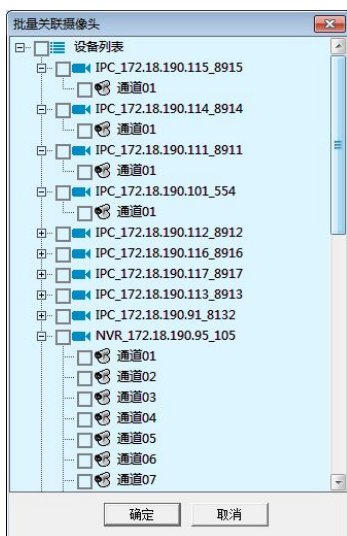 批量关联摄像头
设备列表
IPC_172.18.190.115_8915
通道01
IPC_172.18.190.114_8914
通道01
IPC_172.18.190.111_8911
通道01
IPC_172.18.190.101_554
通道01
IPC_172.18.190.112_8912
IPC_172.18.190.116_8916
IPC_172.18.190.117_8917
IPC_172.18.190.113_8913
IPC_172.18.190.91_8132
NVR_172.18.190.95_105
通道01
通道02
通道03
通道04
通道05
通道06
通道07
确定 取消